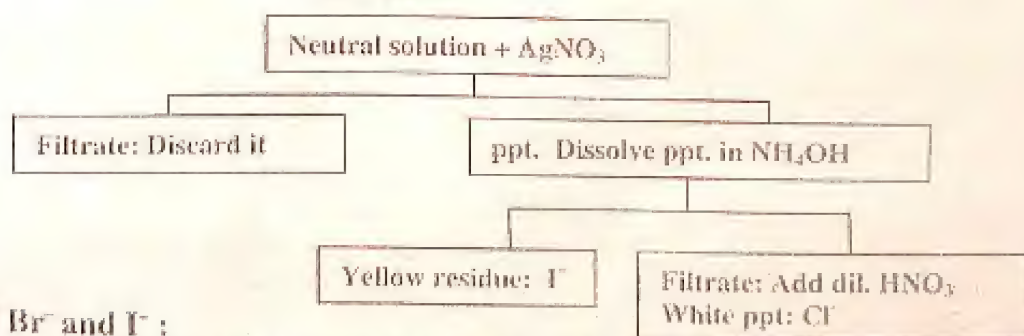 Neutral solution + AgNO₃
Filtrate: Discard it
ppt. Dissolve ppt. in NH₄OH
Yellow residue: I⁻
Filtrate: Add dil. HNO₃
White ppt: Cl⁻
Br⁻ and I⁻ :